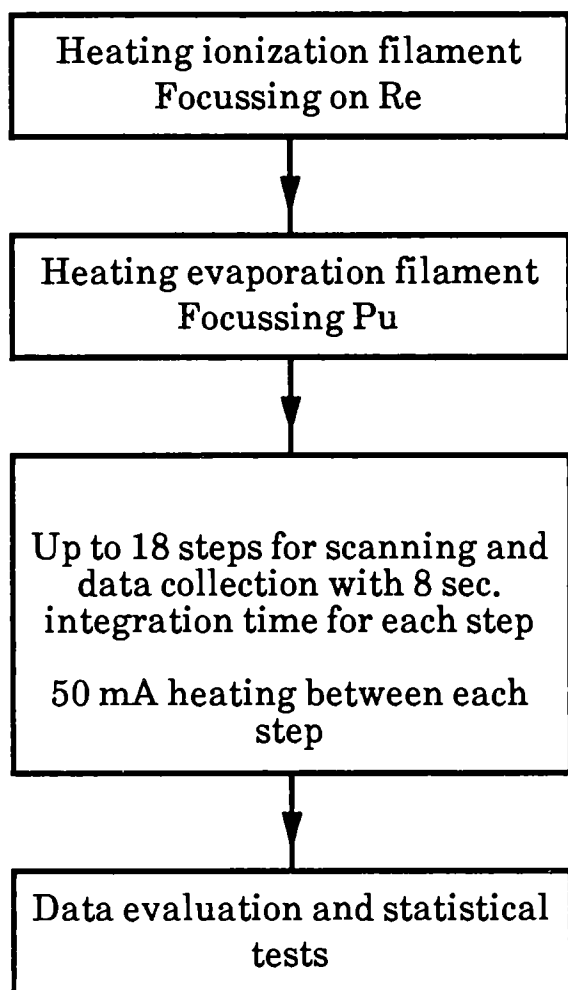 Heating ionization filament
Focussing on Re
Heating evaporation filament
Focussing Pu
Up to 18 steps for scanning and
data collection with 8 sec.
integration time for each step
50 mA heating between each
step
Data evaluation and statistical
tests